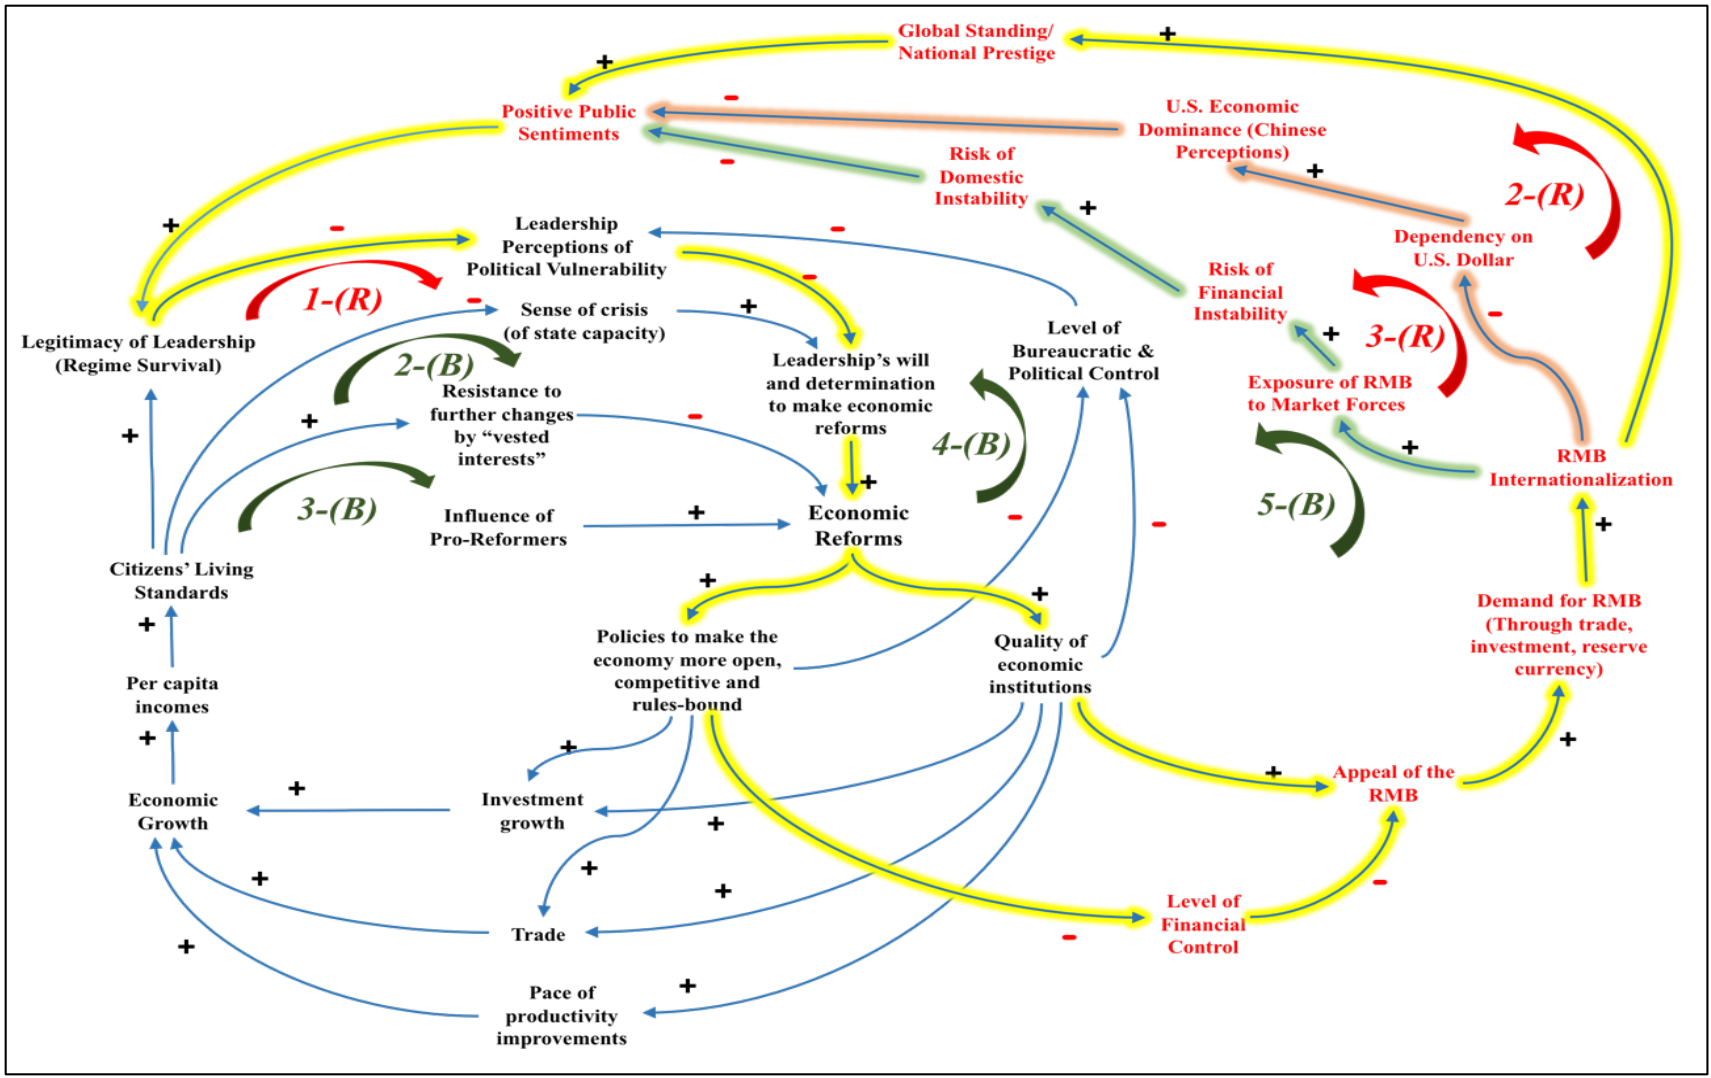 Global Standing/
National Prestige
+
+
Positive Public
Sentiments
-
U.S. Economic
Dominance (Chinese
Perceptions)
-
Risk of
Domestic
Instability
+
2-(R)
+
+
Leadership
Perceptions of
Political Vulnerability
-
-
Dependency on
U.S. Dollar
1-(R)
-
-
Sense of crisis
(of state capacity)
+
Risk of
Financial
Instability
-
3-(R)
+
Legitimacy of Leadership
(Regime Survival)
2-(B)
Level of
Bureaucratic &
Political Control
Leadership's will
and determination
to make economic
reforms
Resistance to
further changes
by “vested
interests”
+
+
-
4-(B)
Exposure of RMB
to Market Forces
+
RMB
Internationalization
3-(B)
+
5-(B)
Influence of
Pro-Reformers
+
Economic
Reforms
-
-
+
Citizens’ Living
Standards
+
+
+
Demand for RMB
(Through trade,
investment, reserve
currency)
Policies to make the
economy more open,
competitive and
rules-bound
Quality of
economic
institutions
Per capita
incomes
+
+
+
+
Appeal of the
RMB
Economic
Growth
+
Investment
growth
+
+
+
+
-
Level of
Financial
Control
Trade
-
+
+
Pace of
productivity
improvements